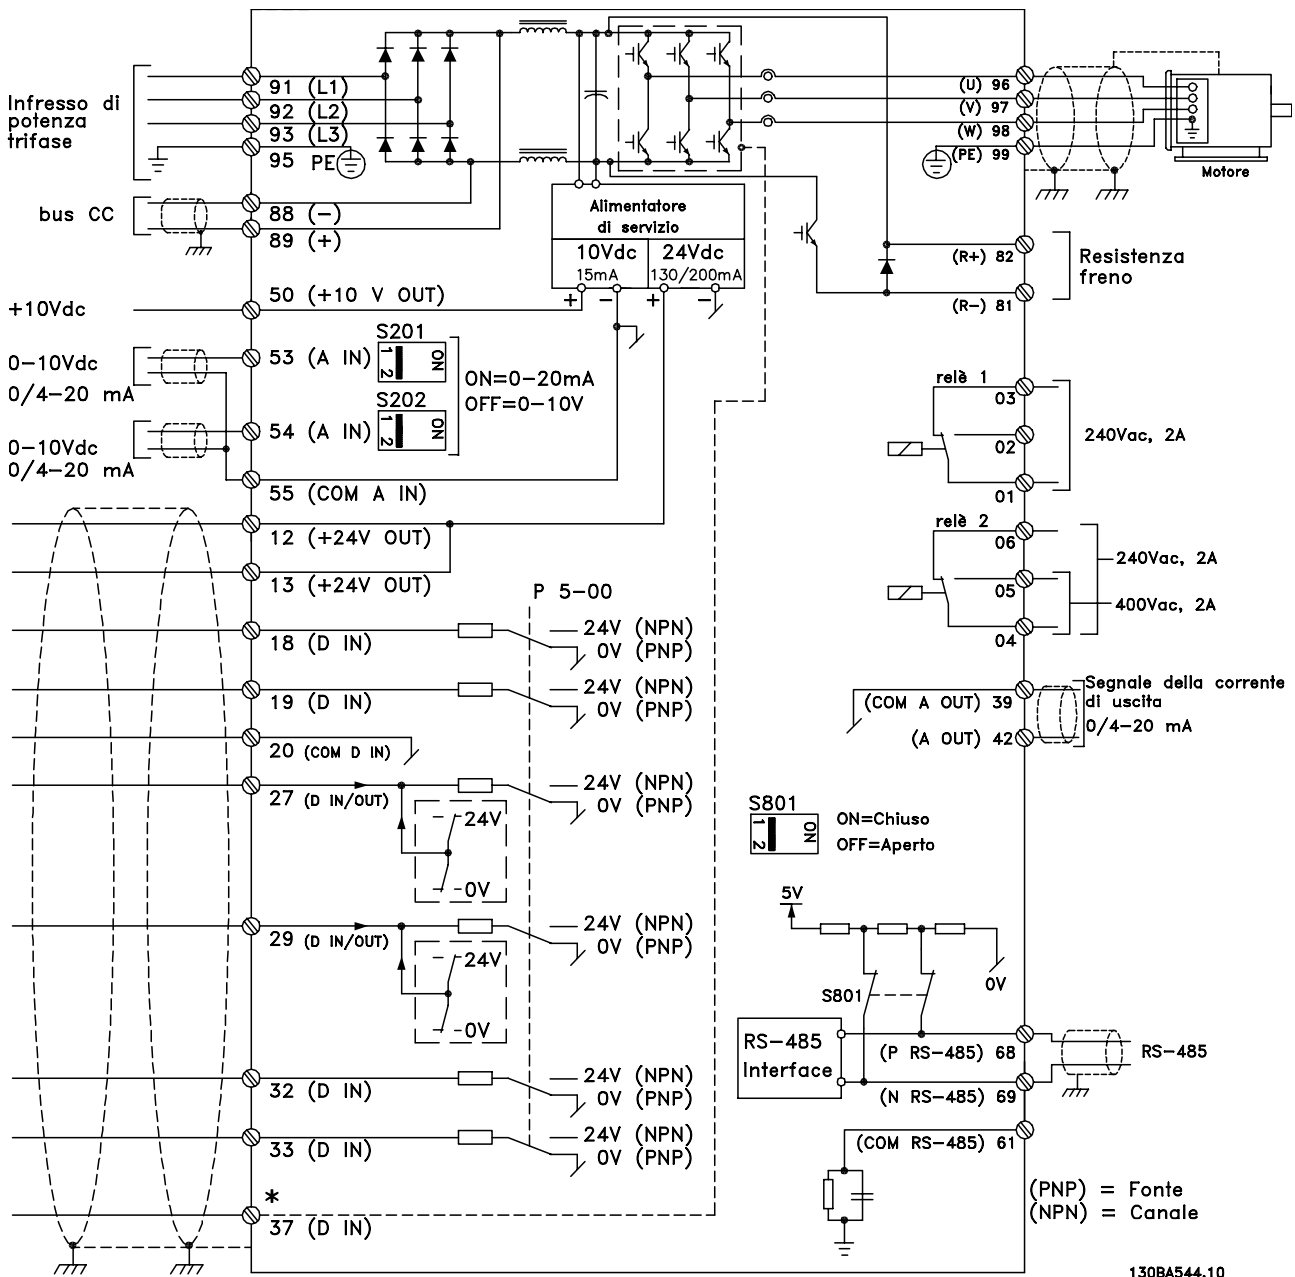 Infresso di
potenza
trifase
91 (L1)
92 (L2)
93 (L3)
95 PE
bus CC
88 (−)
89 (+)
+10Vdc
50 (+10 V OUT)
0−10Vdc
0/4−20 mA
53 (A IN)
S201
1
2
ON
ON=0−20mA
OFF=0−10V
0−10Vdc
0/4−20 mA
54 (A IN)
S202
1
2
ON
55 (COM A IN)
12 (+24V OUT)
13 (+24V OUT)
Alimentatore
di servizio
10Vdc
15mA
24Vdc
130/200mA
+
−
+
−
P 5-00
18 (D IN)
24V (NPN)
0V (PNP)
19 (D IN)
24V (NPN)
0V (PNP)
20 (COM D IN)
27 (D IN/OUT)
24V (NPN)
0V (PNP)
24V
0V
29 (D IN/OUT)
24V (NPN)
0V (PNP)
24V
0V
32 (D IN)
24V (NPN)
0V (PNP)
33 (D IN)
24V (NPN)
0V (PNP)
*
37 (D IN)
(U) 96
(V) 97
(W) 98
(PE) 99
Motore
(R+) 82
Resistenza
freno
(R−) 81
relè 1
03
02
01
240Vac, 2A
relè 2
06
05
04
240Vac, 2A
400Vac, 2A
(COM A OUT) 39
(A OUT) 42
Segnale della corrente
di uscita
0/4−20 mA
S801
1
2
ON
ON=Chiuso
OFF=Aperto
5V
0V
S801
RS−485
Interface
(P RS−485) 68
(N RS−485) 69
RS−485
(COM RS−485) 61
(PNP) = Fonte
(NPN) = Canale
130BA544.10